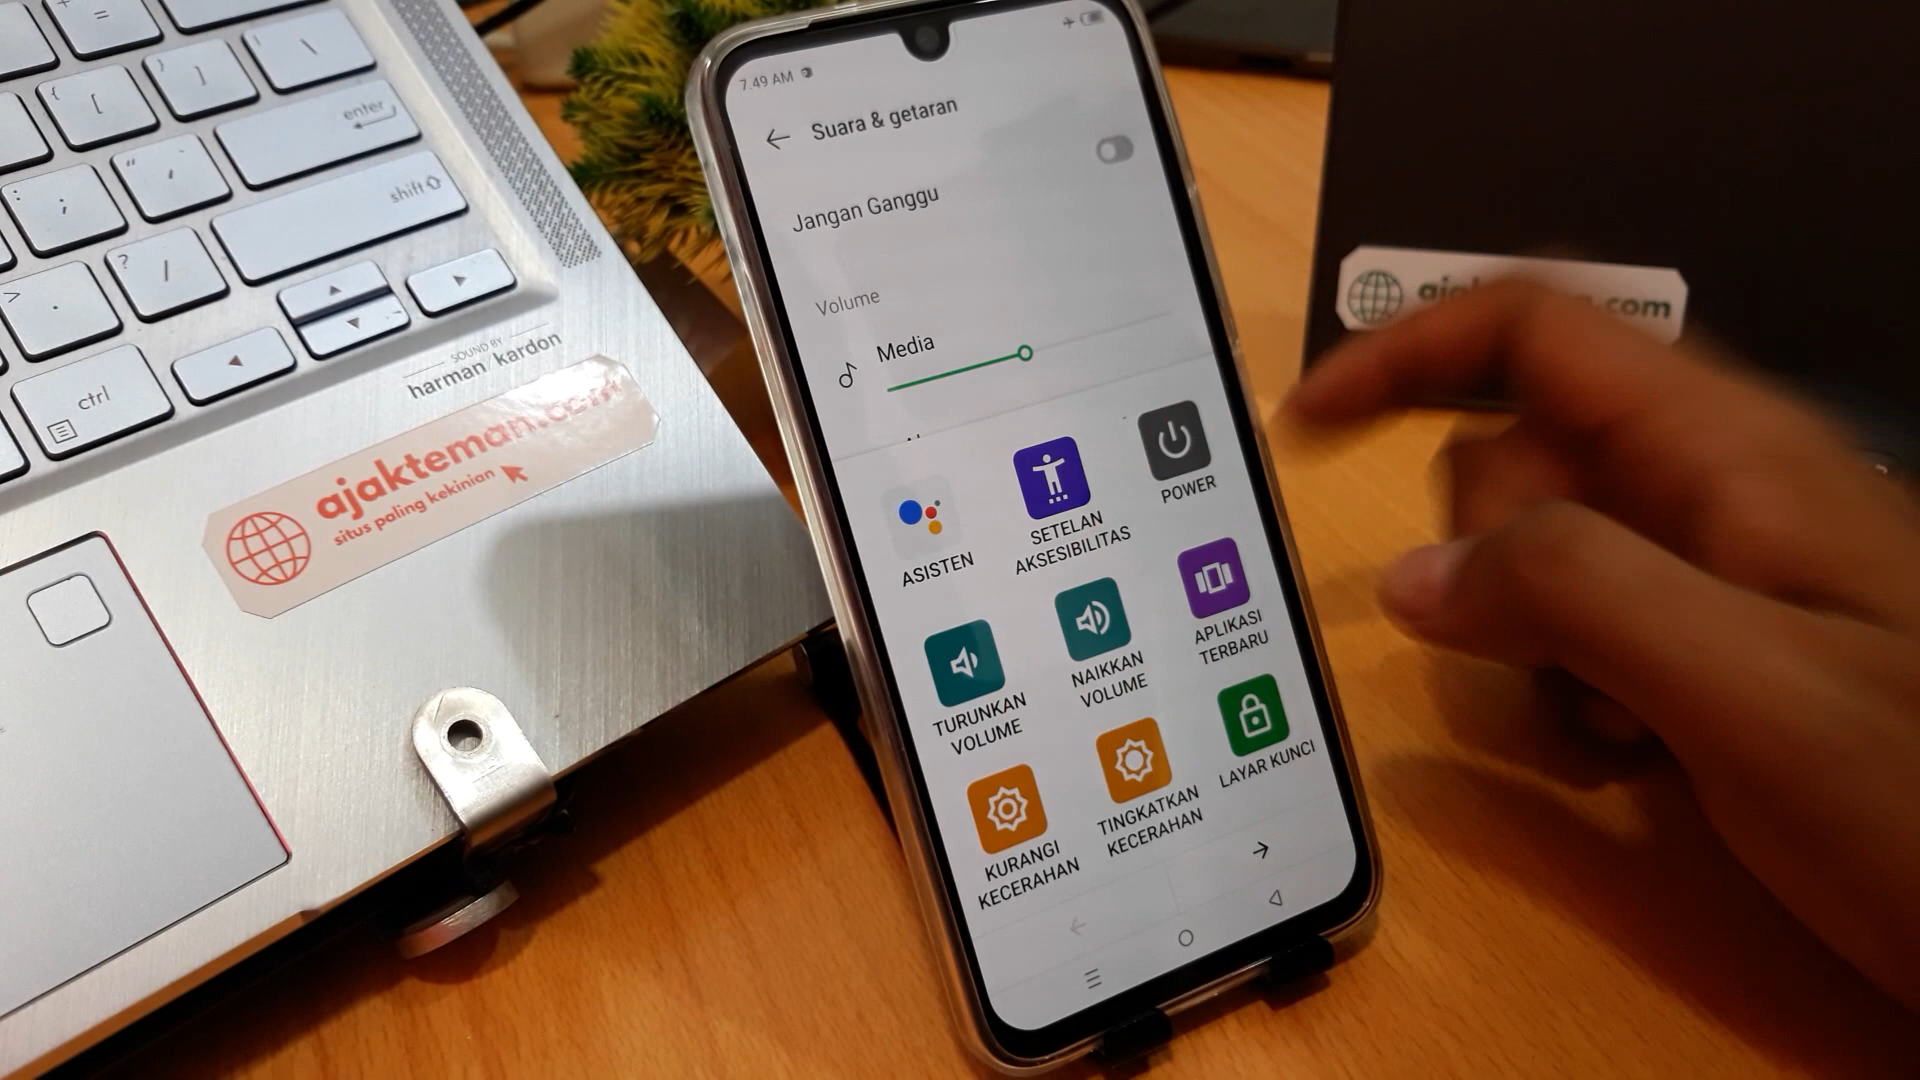 +
=
{
[
}
]
|
\
enter
:
;
"
'
shift
?
/
>
.
ctrl
SOUND BY
harman/kardon
ajakteman.com
situs paling kekinian
7.49 AM
Suara & getaran
Jangan Ganggu
Volume
Media
ASISTEN
SETELAN
AKSESIBILITAS
POWER
TURUNKAN
VOLUME
NAIKKAN
VOLUME
APLIKASI
TERBARU
KURANGI
KECERAHAN
TINGKATKAN
KECERAHAN
LAYAR KUNCI
.com